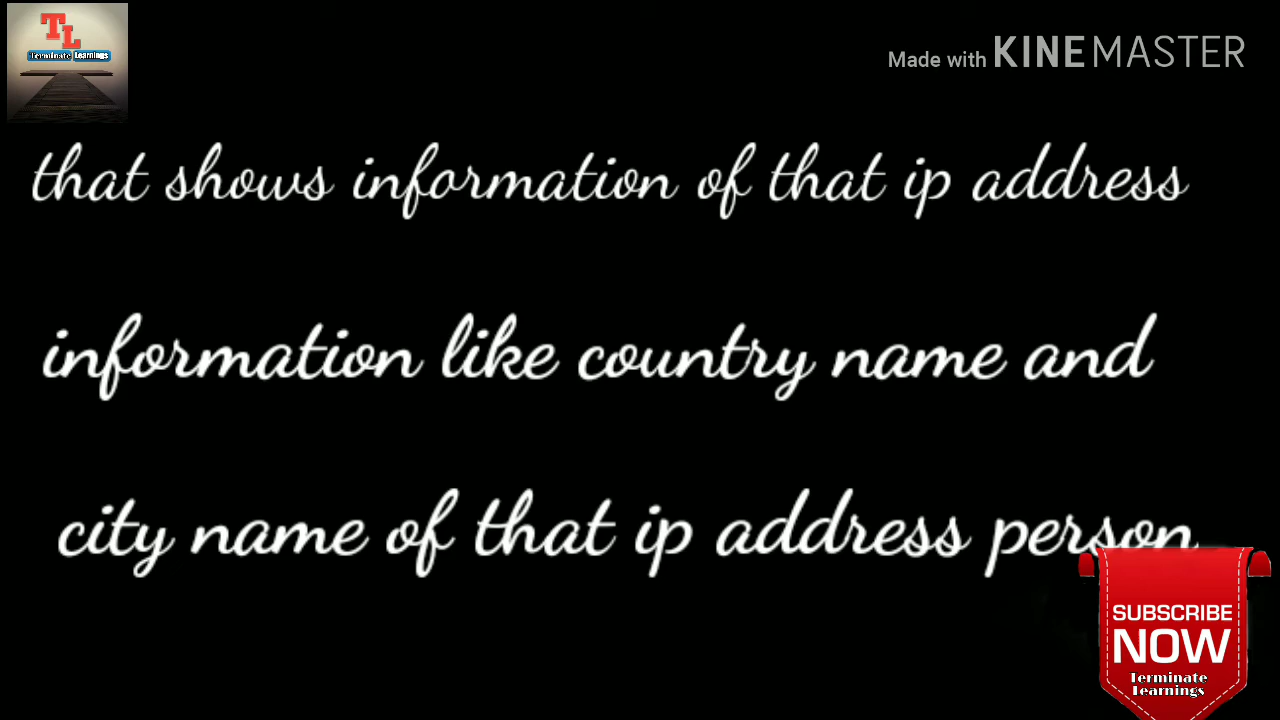 TL
Terminate Learnings
Made with KINEMASTER
that shows information of that ip address
information like country name and
city name of that ip address person
SUBSCRIBE
NOW
Terminate
Learnings